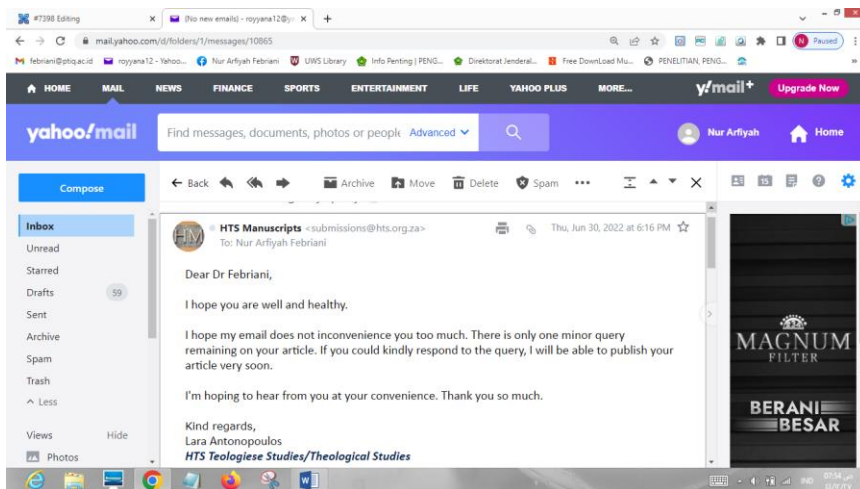 #7398 Editing
(No new emails) - royyana12@y
mail.yahoo.com/d/folders/1/messages/10865
Paused
febriani@ptiq.ac.id
royyana12 - Yahoo...
Nur Arfiyah Febriani
UWS Library
Info Penting | PENG...
Direktorat Jenderal...
Free DownLoad Mu...
PENELITIAN, PENG...
HOME MAIL NEWS FINANCE SPORTS ENTERTAINMENT LIFE YAHOO PLUS MORE...
y!mail+
Upgrade Now
yahoo!mail
Find messages, documents, photos or people
Advanced
Nur Arfiyah
Home
Compose
Back
Archive
Move
Delete
Spam
Inbox
Unread
Starred
Drafts 59
Sent
Archive
Spam
Trash
Less
Views Hide
Photos
HTS Manuscripts <submissions@hts.org.za>
Thu, Jun 30, 2022 at 6:16 PM
To: Nur Arfiyah Febriani
Dear Dr Febriani,
I hope you are well and healthy.
I hope my email does not inconvenience you too much. There is only one minor query
remaining on your article. If you could kindly respond to the query, I will be able to publish your
article very soon.
I'm hoping to hear from you at your convenience. Thank you so much.
Kind regards,
Lara Antonopoulos
HTS Teologiese Studies/Theological Studies
MAGNUM
FILTER
BERANI
BESAR
IND